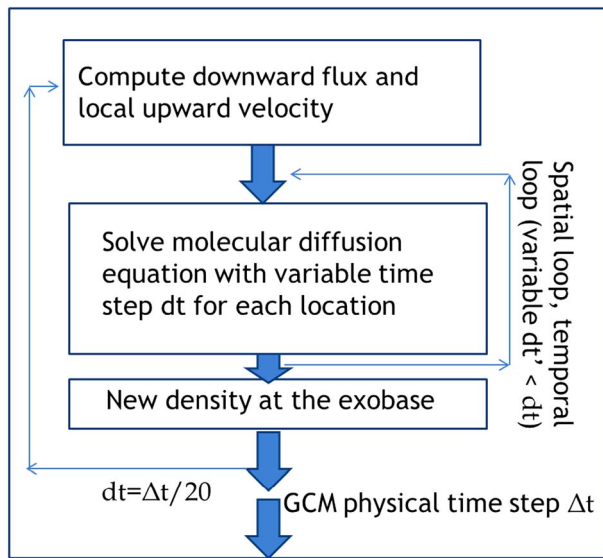 Compute downward flux and
local upward velocity
Solve molecular diffusion
equation with variable time
step dt for each location
Spatial loop, temporal
loop (variable dt' < dt)
New density at the exobase
dt=Δt/20
GCM physical time step Δt